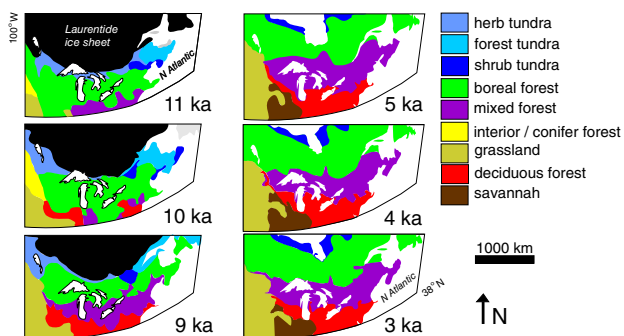 100°W
Laurentide
ice sheet
N Atlantic
11 ka
10 ka
9 ka
5 ka
4 ka
N Atlantic
38°N
3 ka
herb tundra
forest tundra
shrub tundra
boreal forest
mixed forest
interior / conifer forest
grassland
deciduous forest
savannah
1000 km
N